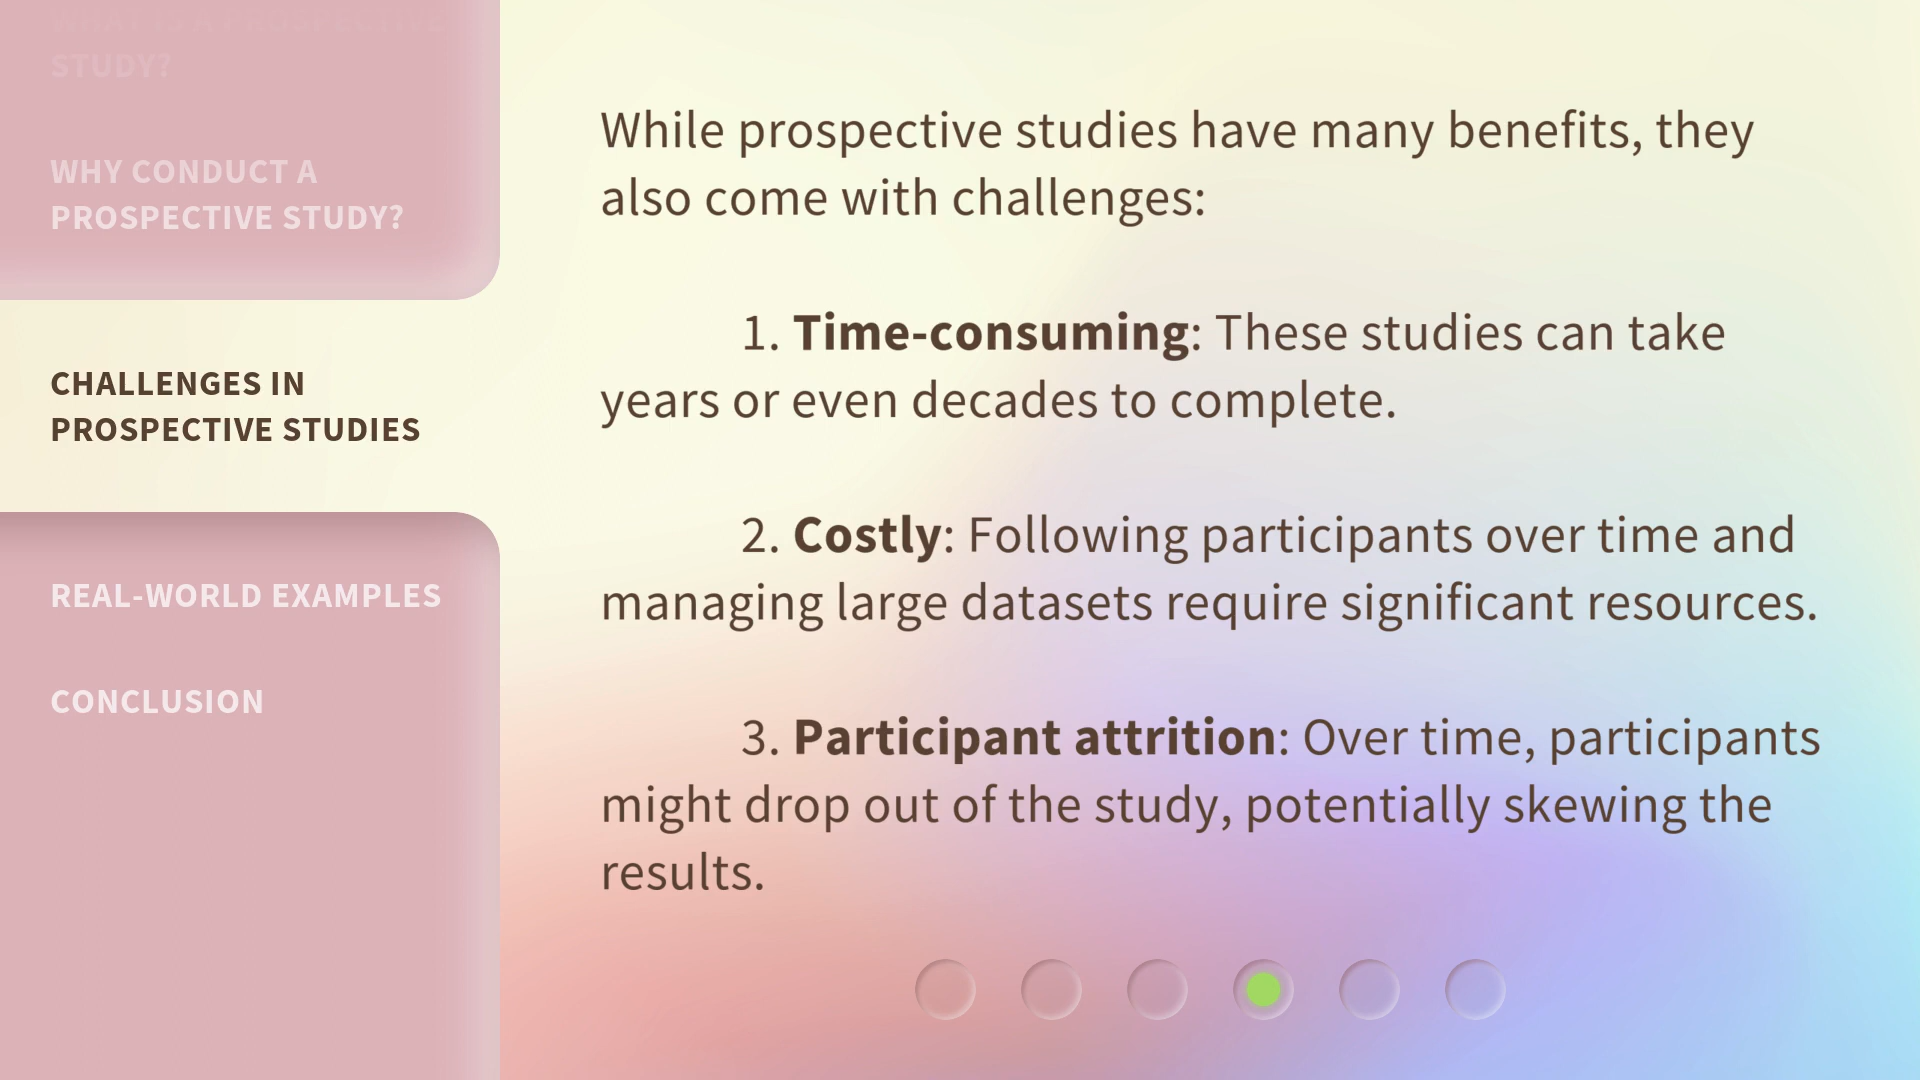 WHAT IS A PROSPECTIVE
STUDY?
WHY CONDUCT A
PROSPECTIVE STUDY?
CHALLENGES IN
PROSPECTIVE STUDIES
REAL-WORLD EXAMPLES
CONCLUSION
While prospective studies have many benefits, they
also come with challenges:
1. Time-consuming: These studies can take
years or even decades to complete.
2. Costly: Following participants over time and
managing large datasets require significant resources.
3. Participant attrition: Over time, participants
might drop out of the study, potentially skewing the
results.